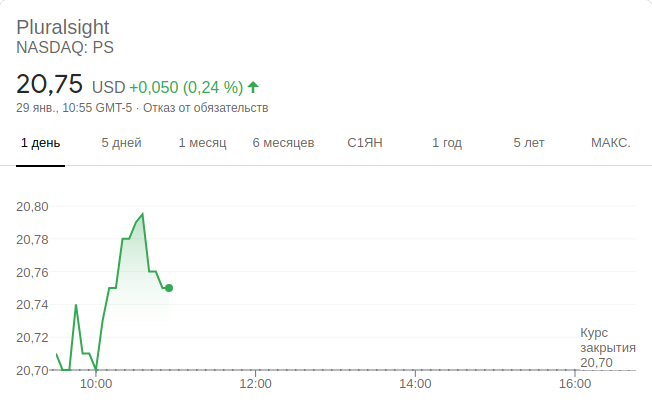 Pluralsight
NASDAQ: PS
20,75 USD +0,050 (0,24 %)
29 янв., 10:55 GMT-5 · Отказ от обязательств
1 день 5 дней 1 месяц 6 месяцев С1ЯН 1 год 5 лет МАКС.
20,80
20,78
20,76
20,74
20,72
20,70
Курс
закрытия
20,70
10:00 12:00 14:00 16:00